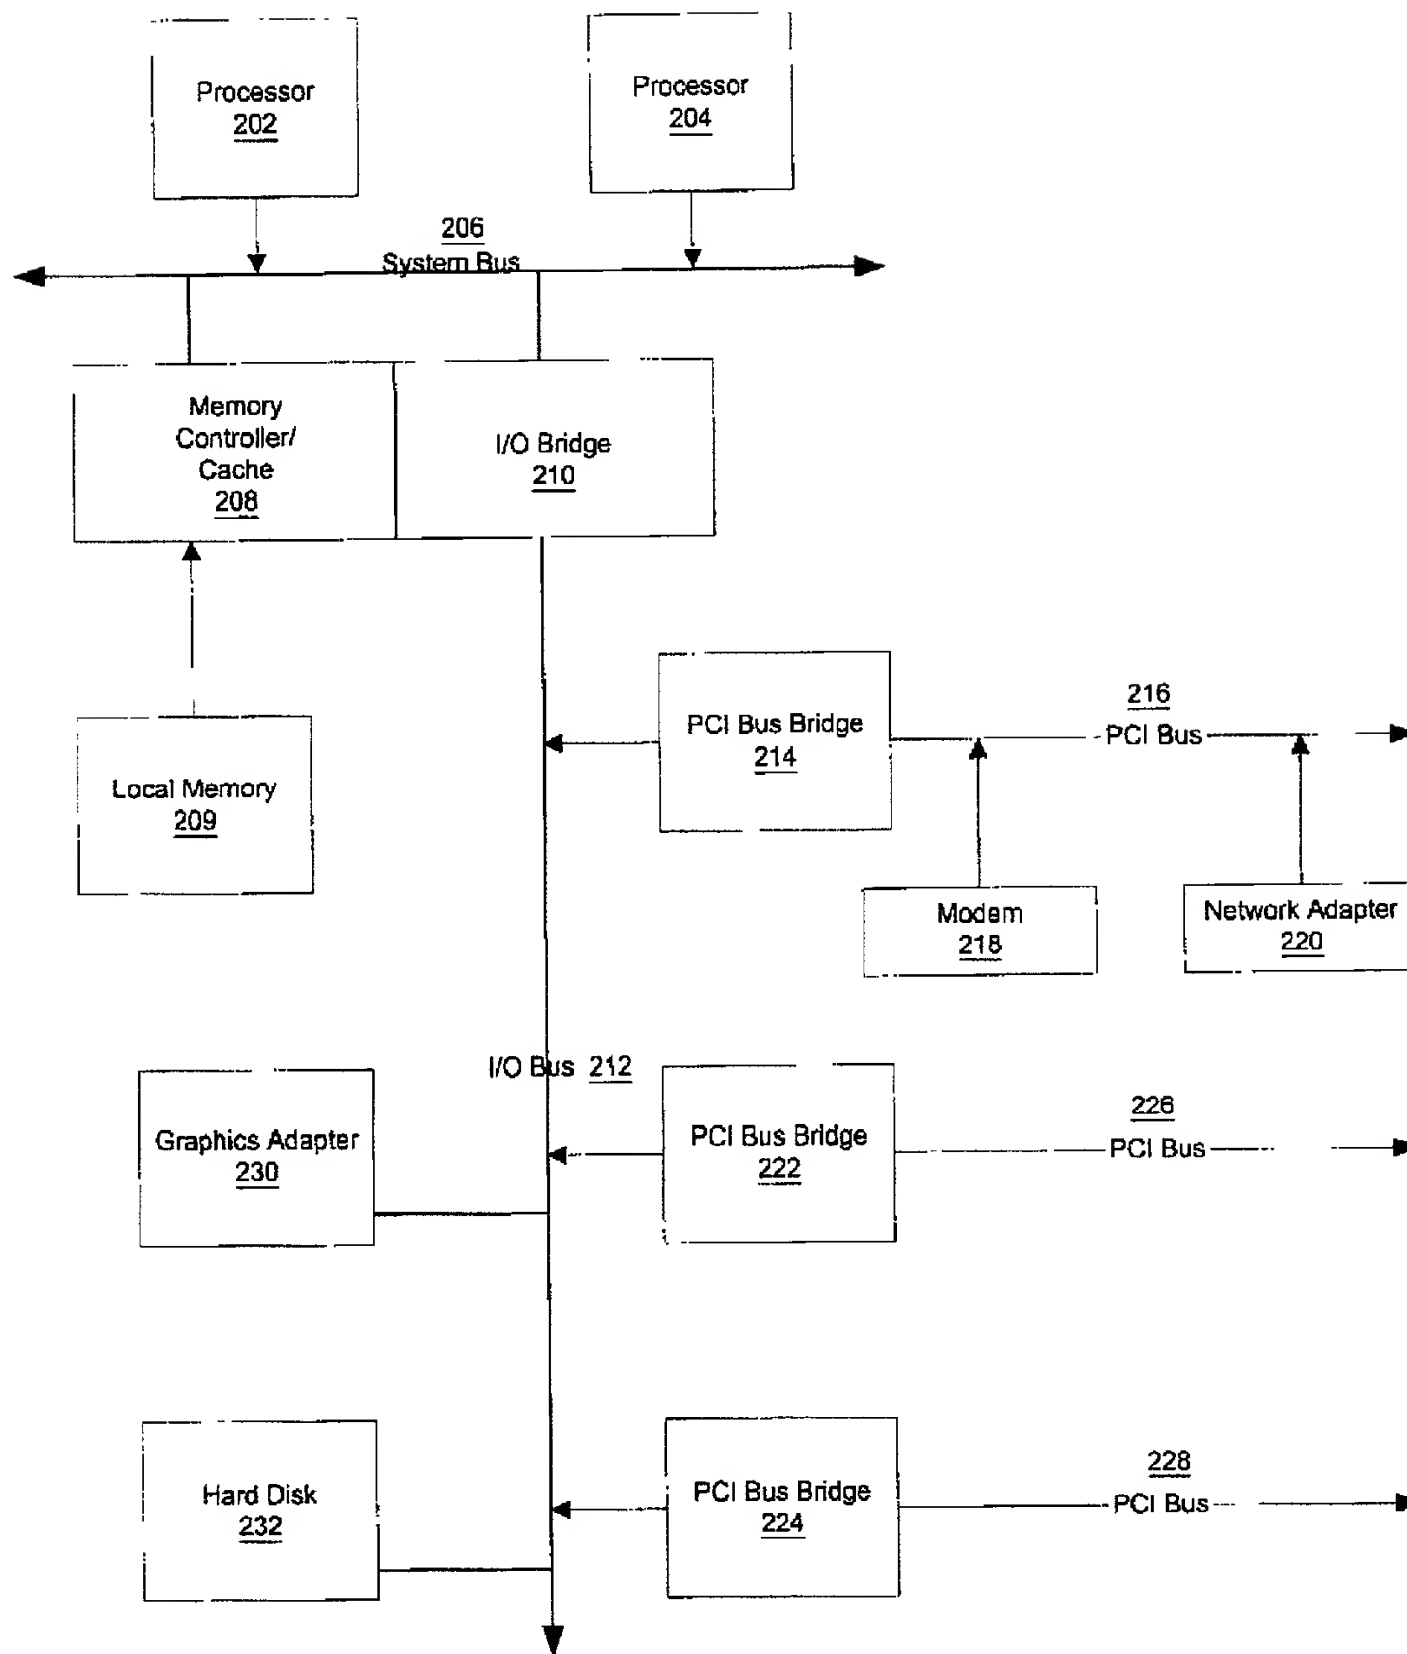 Processor
202
Processor
204
206
System Bus
Memory
Controller/
Cache
208
I/O Bridge
210
PCI Bus Bridge
214
216
PCI Bus
Local Memory
209
Modem
218
Network Adapter
220
I/O Bus 212
Graphics Adapter
230
PCI Bus Bridge
222
226
PCI Bus
Hard Disk
232
PCI Bus Bridge
224
228
PCI Bus